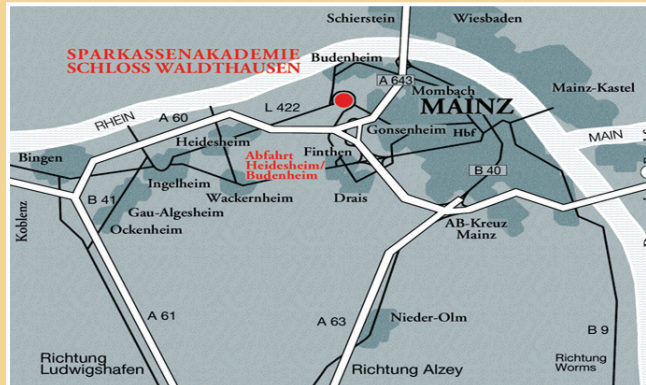 Schierstein
Wiesbaden
SPARKASSENAKADEMIE
SCHLOSS WALDTHAUSEN
Budenheim
A 643
Mombach
Mainz-Kastel
MAINZ
L 422
RHEIN
A 60
Gonsenheim
Hbf
MAIN
Heidesheim
Finthen
Bingen
Abfahrt
Heidesheim/
Budenheim
B 40
Ingelheim
Wackernheim
Drais
B 41
Gau-Algesheim
Koblenz
Ockenheim
AB-Kreuz
Mainz
A 61
A 63
Nieder-Olm
B 9
Richtung
Ludwigshafen
Richtung Alzey
Richtung
Worms